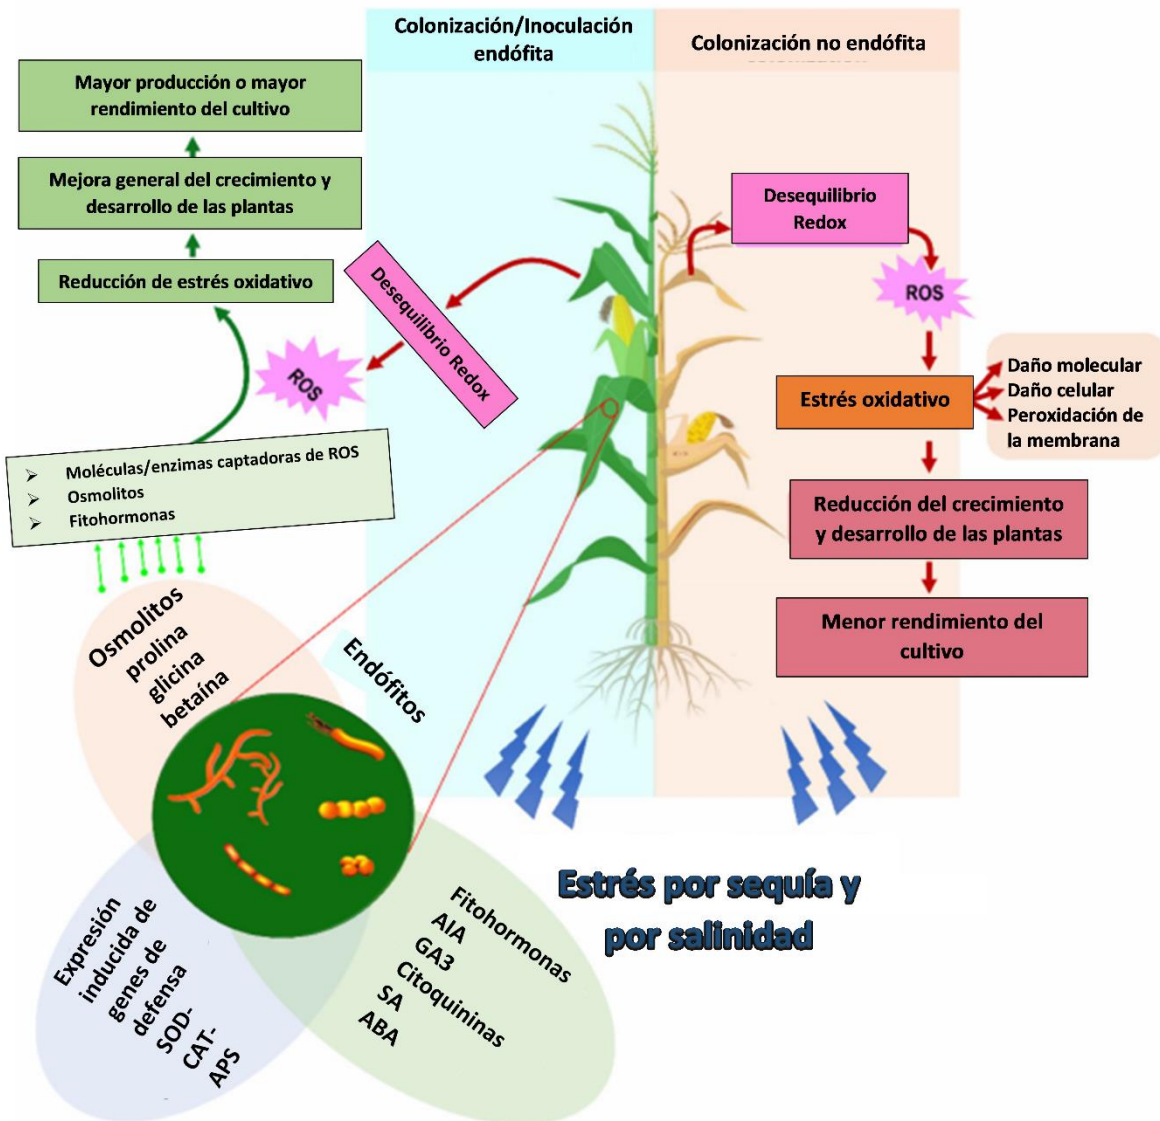 Colonización/Inoculación
endófita
Colonización no endófita
Mayor producción o mayor
rendimiento del cultivo
Mejora general del crecimiento y
desarrollo de las plantas
Reducción de estrés oxidativo
Desequilibrio Redox
ROS
Moléculas/enzimas captadoras de ROS
Osmolitos
Fitohormonas
Desequilibrio
Redox
ROS
Estrés oxidativo
Daño molecular
Daño celular
Peroxidación de
la membrana
Reducción del crecimiento
y desarrollo de las plantas
Menor rendimiento del
cultivo
Osmolitos
prolina
glicina
betaína
Endófitos
Expresión
inducida de
genes de
defensa
SOD-
CAT-
APS
Fitohormonas
AIA
GA3
Citoquininas
SA
ABA
Estrés por sequía y
por salinidad